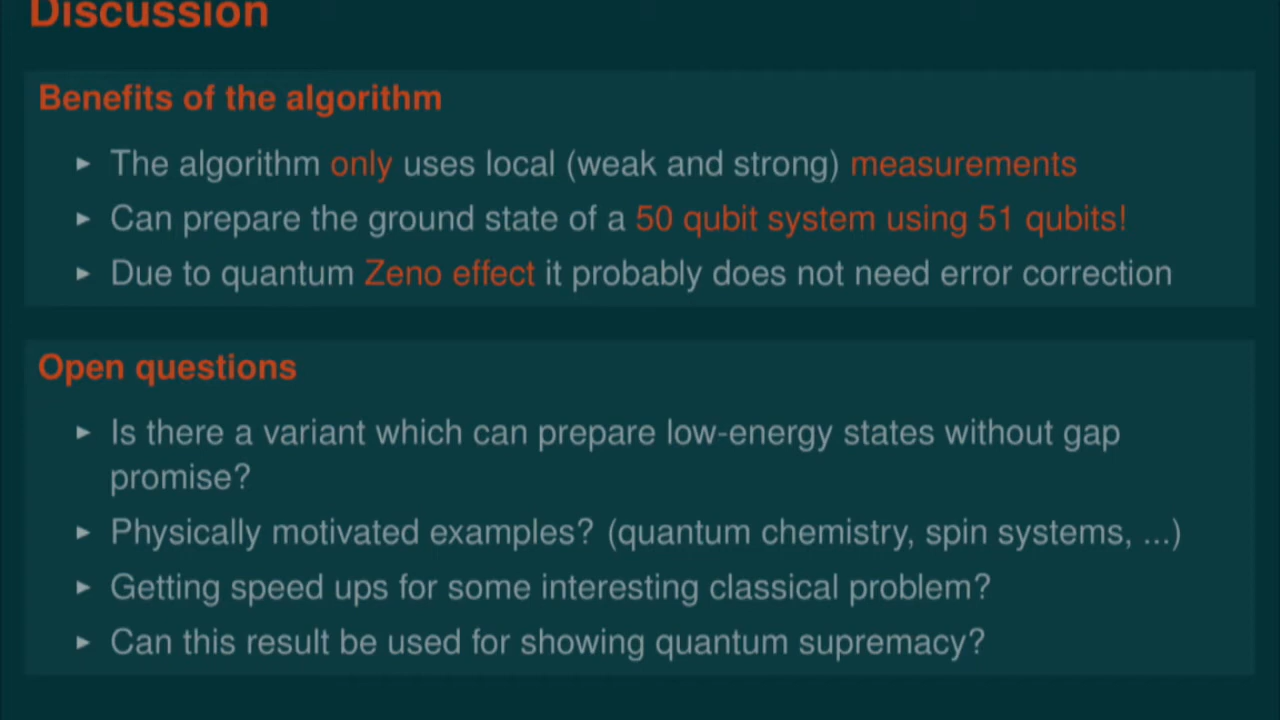 Discussion
Benefits of the algorithm
▸ The algorithm only uses local (weak and strong) measurements
▸ Can prepare the ground state of a 50 qubit system using 51 qubits!
▸ Due to quantum Zeno effect it probably does not need error correction
Open questions
▸ Is there a variant which can prepare low-energy states without gap
promise?
▸ Physically motivated examples? (quantum chemistry, spin systems, ...)
▸ Getting speed ups for some interesting classical problem?
▸ Can this result be used for showing quantum supremacy?